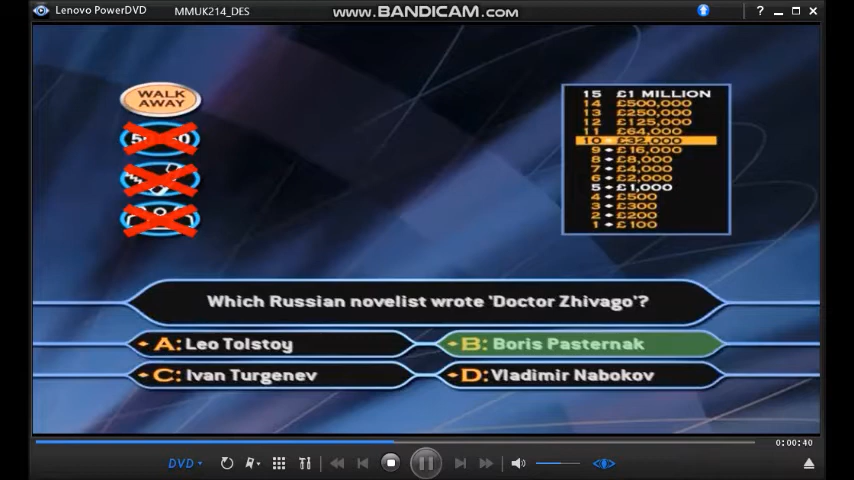 Lenovo PowerDVD
MMUK214_DES
www.BANDICAM.com
WALK
AWAY
15 £1 MILLION
14 £500,000
13 £250,000
12 £125,000
11 £64,000
10 £32,000
9 £16,000
8 £8,000
7 £4,000
6 £2,000
5 £1,000
4 £500
3 £300
2 £200
1 £100
Which Russian novelist wrote 'Doctor Zhivago'?
A: Leo Tolstoy
B: Boris Pasternak
C: Ivan Turgenev
D: Vladimir Nabokov
0:00:40
DVD